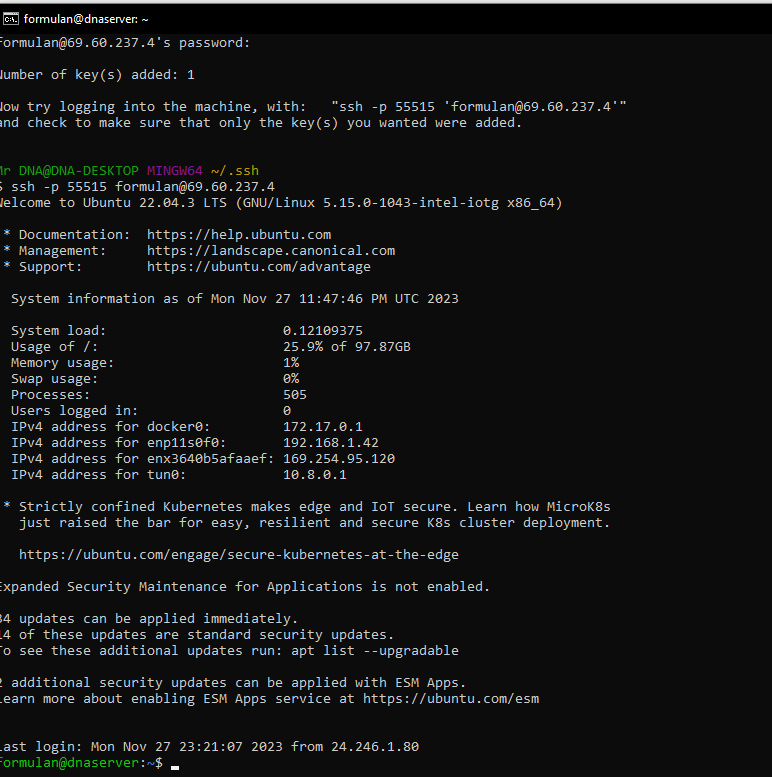 formulan@dnaserver: ~
formulan@69.60.237.4's password:
Number of key(s) added: 1
Now try logging into the machine, with:   "ssh -p 55515 'formulan@69.60.237.4'"
and check to make sure that only the key(s) you wanted were added.
Mr DNA@DNA-DESKTOP MINGW64 ~/.ssh
$ ssh -p 55515 formulan@69.60.237.4
Welcome to Ubuntu 22.04.3 LTS (GNU/Linux 5.15.0-1043-intel-iotg x86_64)
* Documentation:  https://help.ubuntu.com
* Management:     https://landscape.canonical.com
* Support:        https://ubuntu.com/advantage
System information as of Mon Nov 27 11:47:46 PM UTC 2023
System load:                      0.12109375
Usage of /:                       25.9% of 97.87GB
Memory usage:                     1%
Swap usage:                       0%
Processes:                        505
Users logged in:                  0
IPv4 address for docker0:         172.17.0.1
IPv4 address for enp11s0f0:       192.168.1.42
IPv4 address for enx3640b5afaaef: 169.254.95.120
IPv4 address for tun0:            10.8.0.1
* Strictly confined Kubernetes makes edge and IoT secure. Learn how MicroK8s
just raised the bar for easy, resilient and secure K8s cluster deployment.
https://ubuntu.com/engage/secure-kubernetes-at-the-edge
Expanded Security Maintenance for Applications is not enabled.
34 updates can be applied immediately.
14 of these updates are standard security updates.
To see these additional updates run: apt list --upgradable
2 additional security updates can be applied with ESM Apps.
Learn more about enabling ESM Apps service at https://ubuntu.com/esm
Last login: Mon Nov 27 23:21:07 2023 from 24.246.1.80
formulan@dnaserver:~$